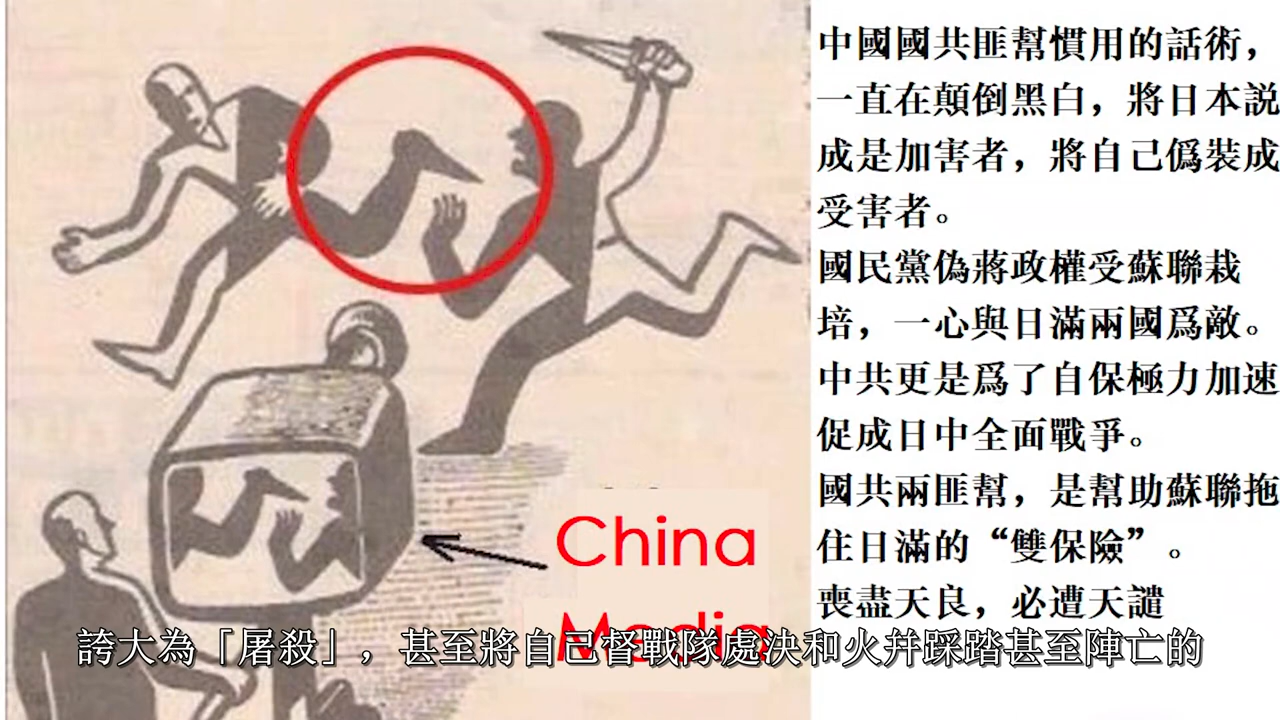 中國國共匪幫慣用的話術，
一直在顛倒黑白，將日本説
成是加害者，將自己僞裝成
受害者。
國民黨偽蔣政權受蘇聯栽
培，一心與日滿兩國爲敵。
中共更是爲了自保極力加速
促成日中全面戰爭。
國共兩匪幫，是幫助蘇聯拖
住日滿的“雙保險”。
喪盡天良，必遭天譴
China
Media
誇大為「屠殺」，甚至將自己督戰隊處決和火并踩踏甚至陣亡的